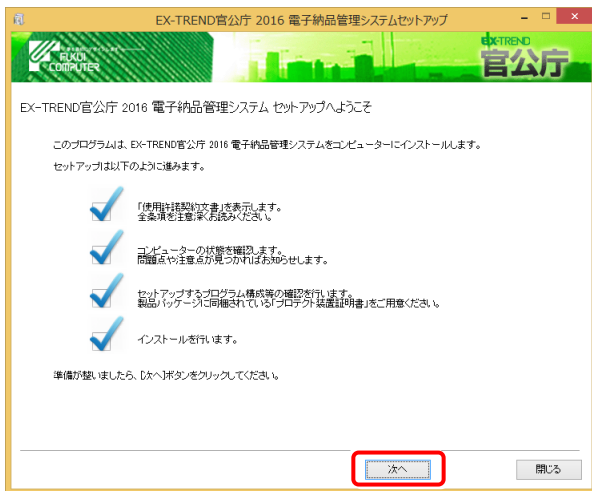 EX-TREND官公庁 2016 電子納品管理システムセットアップ
FUKUI
COMPUTER
EX-TREND
官公庁
EX-TREND官公庁 2016 電子納品管理システム セットアップへようこそ
このプログラムは、EX-TREND官公庁 2016 電子納品管理システムをコンピューターにインストールします。
セットアップは以下のように進みます。
「使用許諾契約文書」を表示します。
全条項を注意深くお読みください。
コンピューターの状態を確認します。
問題点や注意点が見つかればお知らせします。
セットアップするプログラム構成等の確認を行います。
製品パッケージに同梱されている「プロテクト装置証明書」をご用意ください。
インストールを行います。
準備が整いましたら、[次へ]ボタンをクリックしてください。
次へ
閉じる